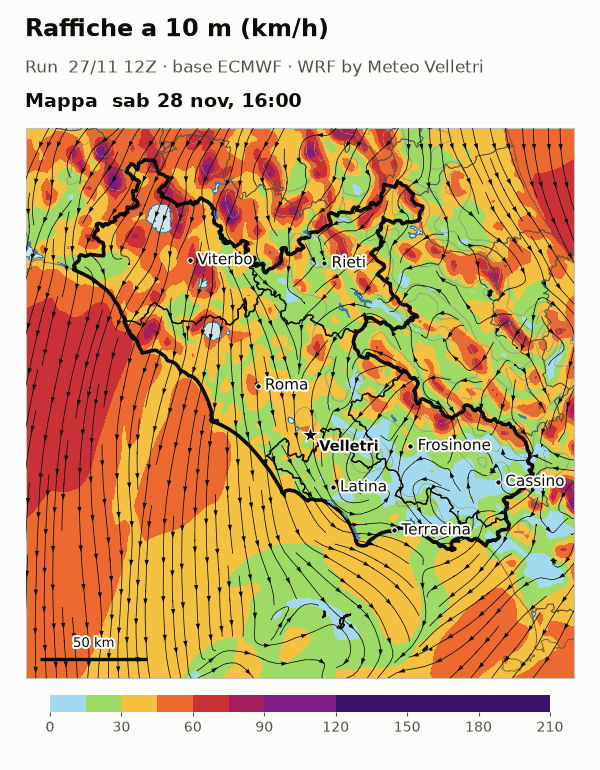 Raffiche a 10 m (km/h)
Run  27/11 12Z · base ECMWF · WRF by Meteo Velletri
Mappa  sab 28 nov, 16:00
Viterbo
Rieti
Roma
Velletri
Frosinone
Latina
Cassino
Terracina
50 km
0 30 60 90 120 150 180 210